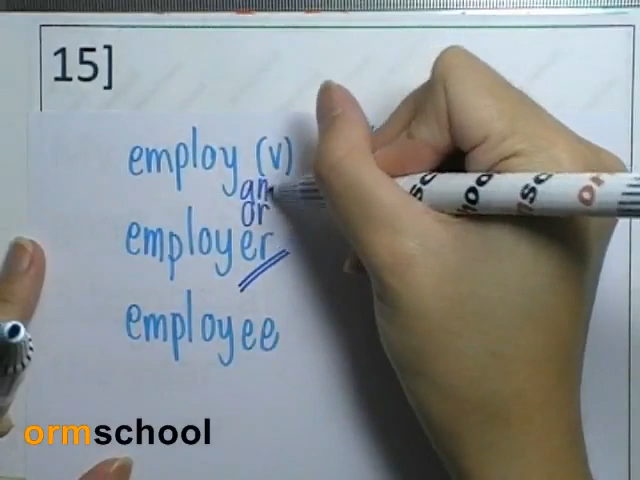 15]
employ (v)
an
or
employer
employee
ormschool